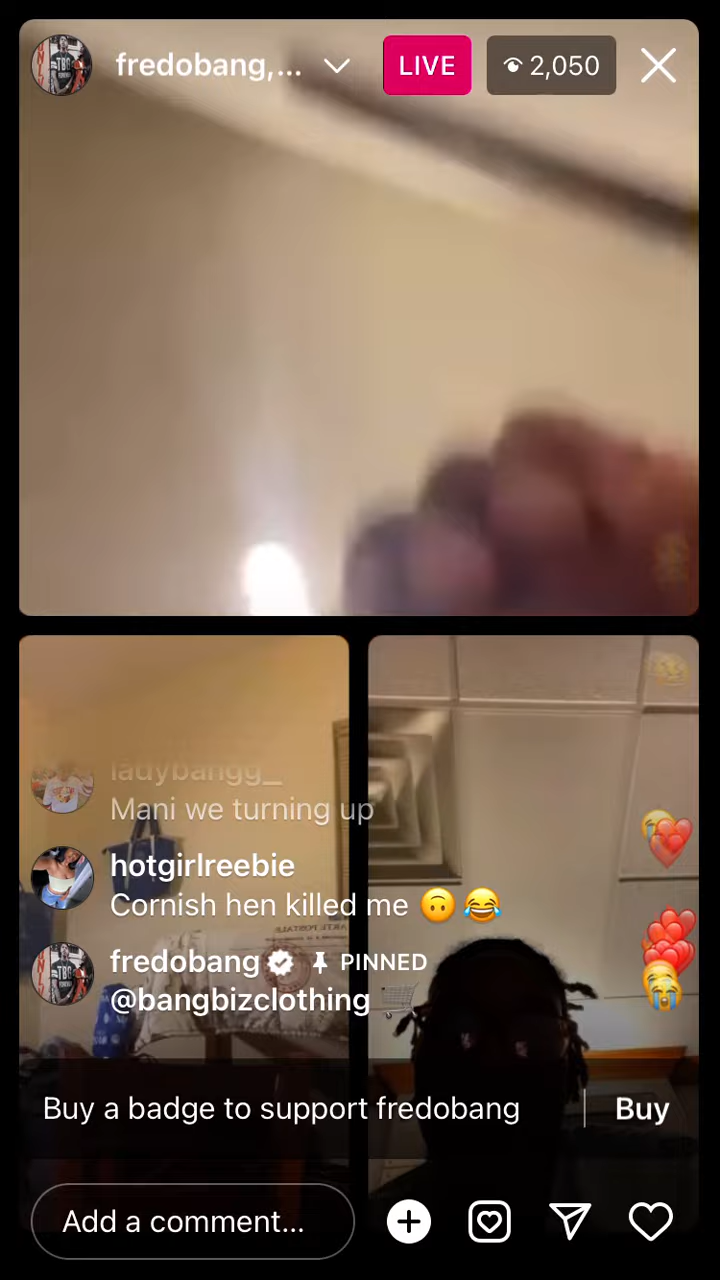 fredobang,...
LIVE
2,050
ladybangg_
Mani we turning up
hotgirlreebie
Cornish hen killed me 🙃 😂
fredobang PINNED
@bangbizclothing 🛒
Buy a badge to support fredobang
Buy
Add a comment...